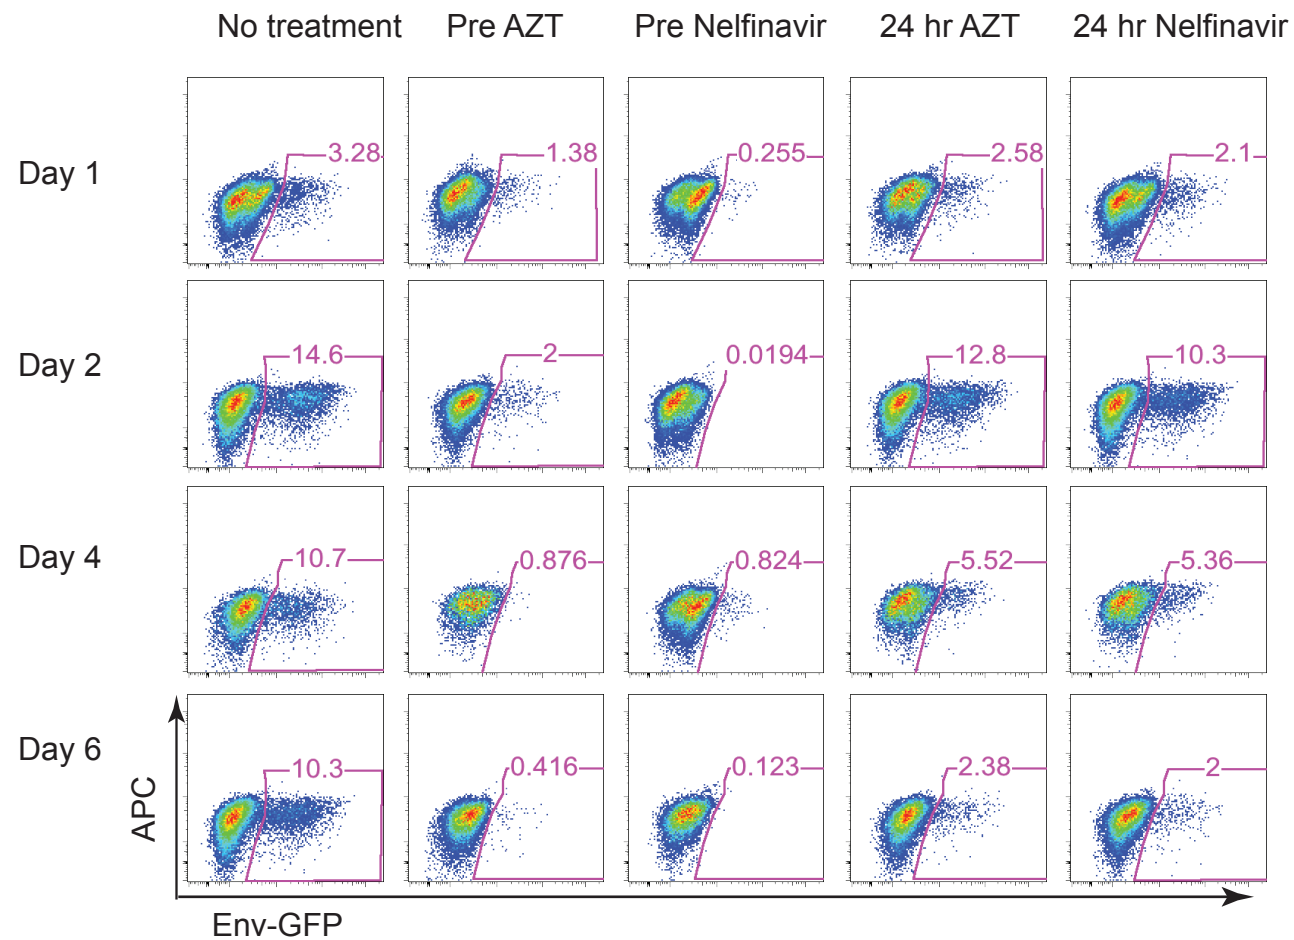 No treatment Pre AZT Pre Nelfinavir 24 hr AZT 24 hr Nelfinavir
Day 1 3.28 1.38 0.255 2.58 2.1
Day 2 14.6 2 0.0194 12.8 10.3
Day 4 10.7 0.876 0.824 5.52 5.36
Day 6 10.3 0.416 0.123 2.38 2
APC
Env-GFP